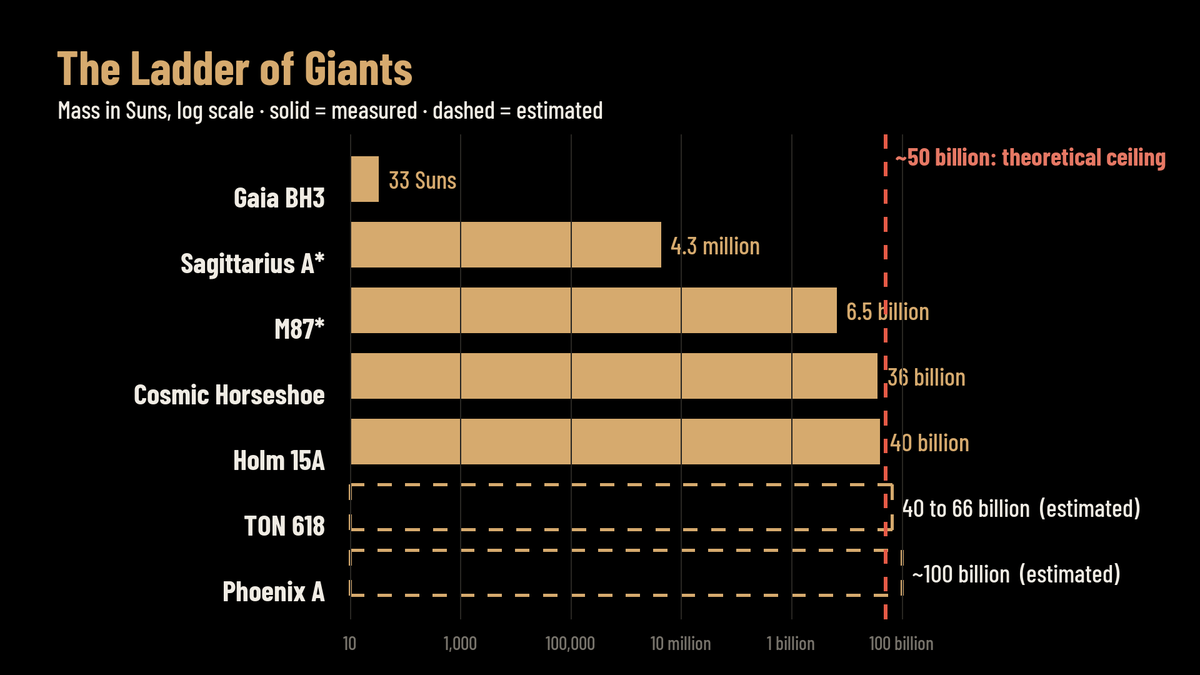 The Ladder of Giants
Mass in Suns, log scale · solid = measured · dashed = estimated
~50 billion: theoretical ceiling
33 Suns
Gaia BH3
4.3 million
Sagittarius A*
6.5 billion
M87*
36 billion
Cosmic Horseshoe
40 billion
Holm 15A
40 to 66 billion (estimated)
TON 618
~100 billion (estimated)
Phoenix A
10 1,000 100,000 10 million 1 billion 100 billion